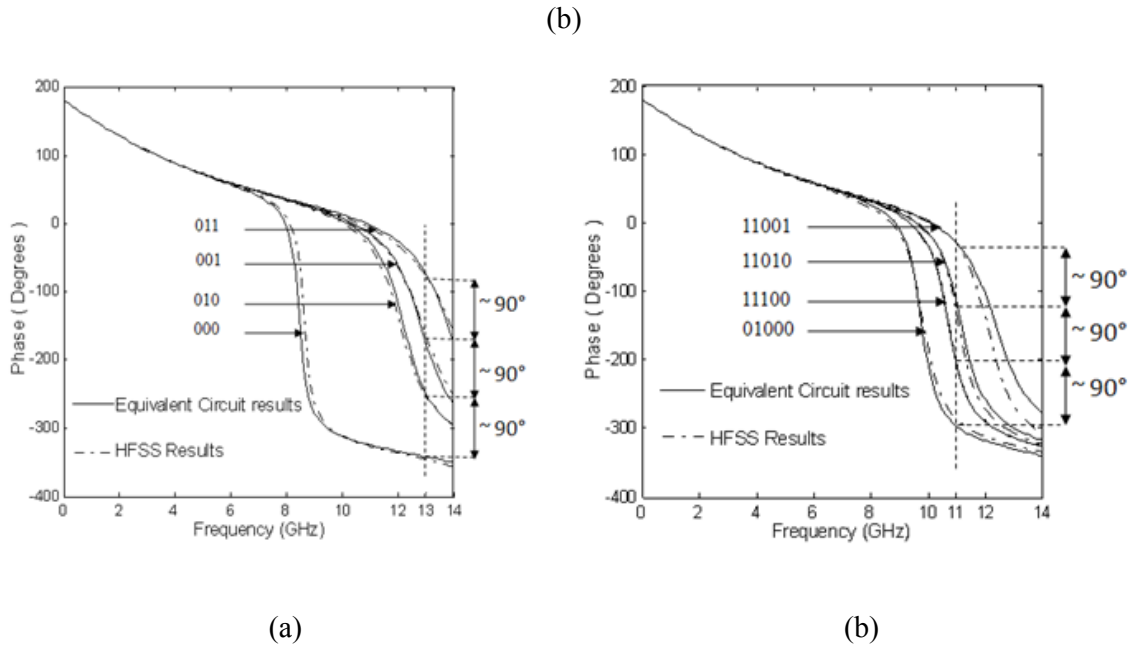 (b)
200
100
0
-100
-200
-300
-400
Phase ( Degrees)
011
001
010
000
~ 90°
~ 90°
~ 90°
Equivalent Circuit results
HFSS Results
0 2 4 6 8 10 12 13 14
Frequency (GHz)
(a)
200
100
0
-100
-200
-300
-400
Phase ( Degrees)
11001
11010
11100
01000
~ 90°
~ 90°
~ 90°
Equivalent Circuit results
HFSS Results
0 2 4 6 8 10 11 12 14
Frequency (GHz)
(b)